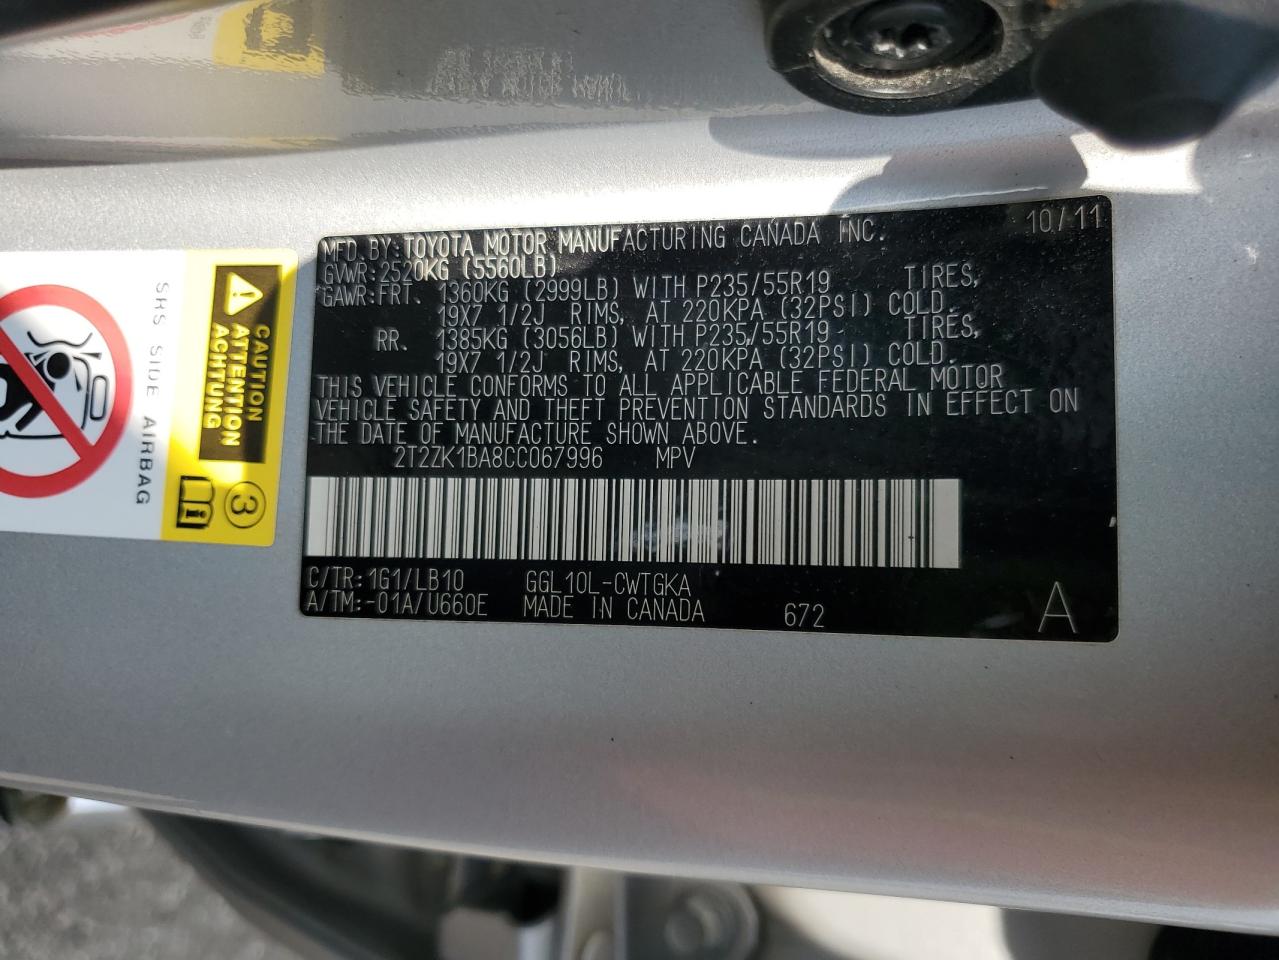 MFD. BY: TOYOTA MOTOR MANUFACTURING CANADA INC. 10/11
GVWR: 2520KG (5560LB)
GAWR: FRT. 1360KG (2999LB) WITH P235/55R19 TIRES,
19X7 1/2J RIMS, AT 220KPA (32PSI) COLD.
RR. 1385KG (3056LB) WITH P235/55R19 TIRES,
19X7 1/2J RIMS, AT 220KPA (32PSI) COLD.
THIS VEHICLE CONFORMS TO ALL APPLICABLE FEDERAL MOTOR
VEHICLE SAFETY AND THEFT PREVENTION STANDARDS IN EFFECT ON
THE DATE OF MANUFACTURE SHOWN ABOVE.
2T2ZK1BA8CC067996 MPV
C/TR: 1G1/LB10 GGL10L-CWTGKA
A/TM: -01A/U660E MADE IN CANADA 672 A
CAUTION
ATTENTION
ACHTUNG
SRS SIDE AIRBAG
3